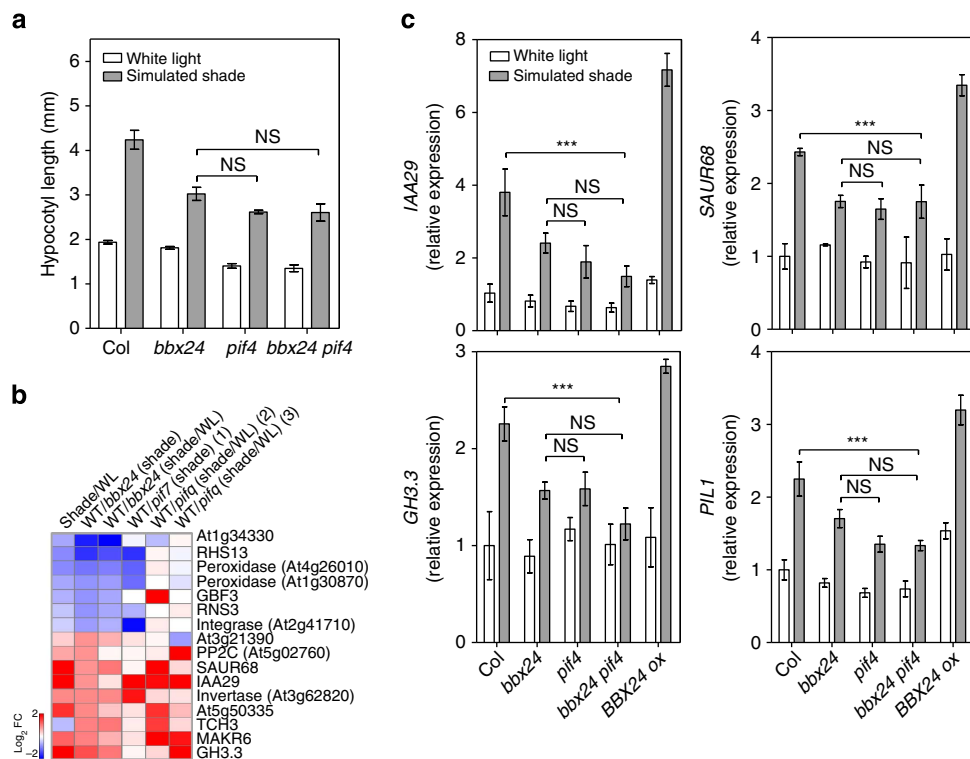 a
6
5
4
3
2
1
0
Hypocotyl length (mm)
White light
Simulated shade
NS
NS
Col
bbx24
pif4
bbx24 pif4
b
Shade/WL
WT/bbx24 (shade)
WT/bbx24 (shade/WL)
WT/pif7 (shade) (1)
WT/pifq (shade/WL) (2)
WT/pifq (shade/WL) (3)
At1g34330
RHS13
Peroxidase (At4g26010)
Peroxidase (At1g30870)
GBF3
RNS3
Integrase (At2g41710)
At3g21390
PP2C (At5g02760)
SAUR68
IAA29
Invertase (At3g62820)
At5g50335
TCH3
MAKR6
GH3.3
Log2 FC
2
−2
c
8
6
4
2
0
IAA29
(relative expression)
White light
Simulated shade
***
NS
NS
4
3
2
1
0
SAUR68
(relative expression)
***
NS
NS
3
2
1
0
GH3.3
(relative expression)
***
NS
NS
Col
bbx24
pif4
bbx24 pif4
BBX24 ox
4
3
2
1
0
PIL1
(relative expression)
***
NS
NS
Col
bbx24
pif4
bbx24 pif4
BBX24 ox